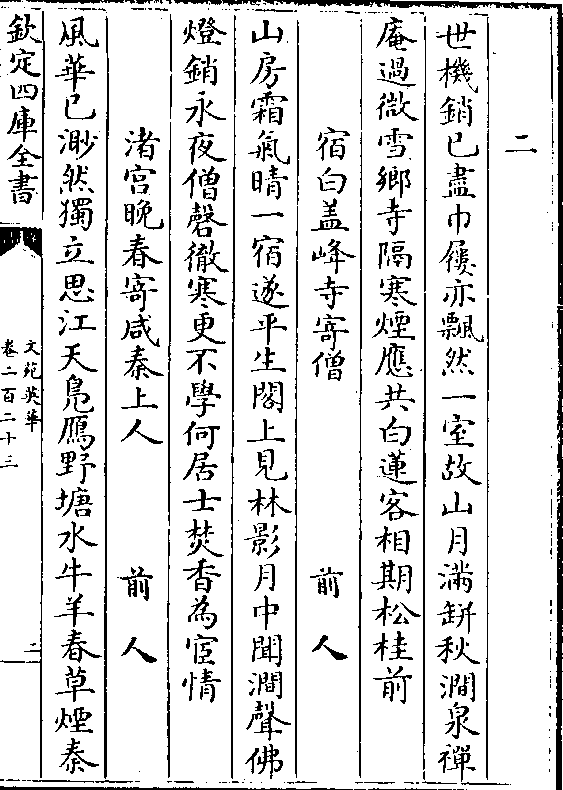 二
世機銷已盡巾屨亦飄然一室故山月滿缾秋澗泉禪
庵過微雪鄉寺隔寒煙應共白蓮客相期松桂前
宿白盖峰寺寄僧　　前人
山房霜氣晴一宿遂平生閣上見林影月中聞澗聲佛
燈銷永夜僧磬徹寒更不學何居士焚香為宦情
渚宮晚春寄咸秦上人　　前人
風華已渺然獨立思江天凫鴈野塘水牛羊春草煙秦
欽定四庫全書
文苑英華
卷二百二十三
二